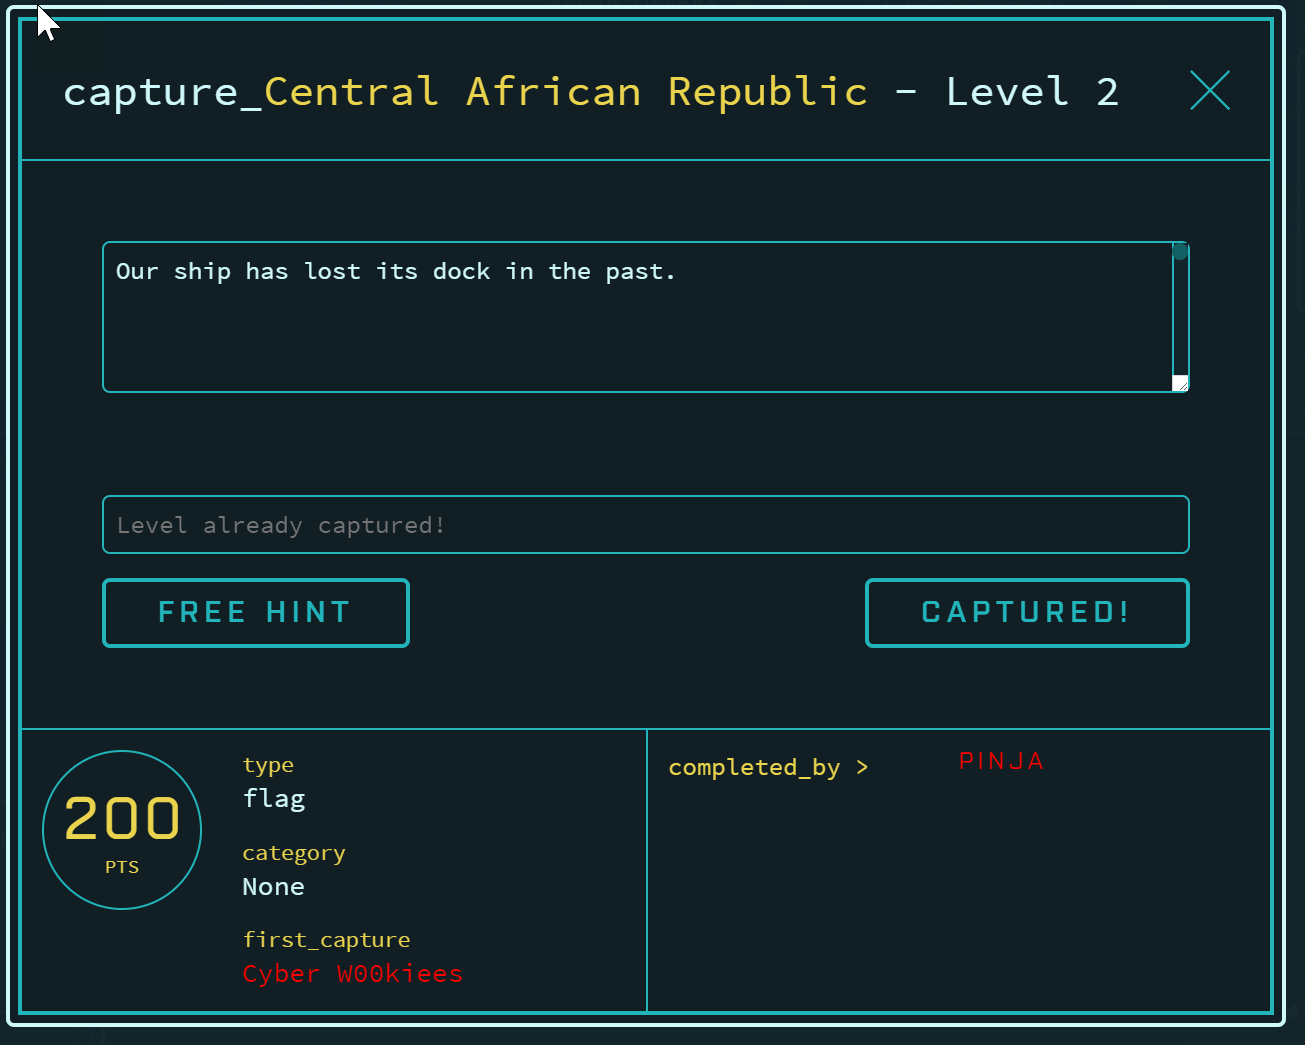 capture_Central African Republic - Level 2
Our ship has lost its dock in the past.
Level already captured!
FREE HINT
CAPTURED!
200
PTS
type
flag
category
None
first_capture
Cyber W00kiees
completed_by >
PINJA